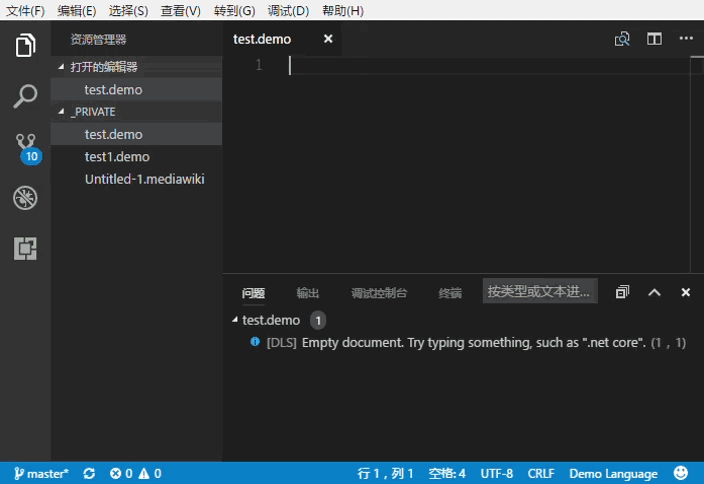 文件(F) 编辑(E) 选择(S) 查看(V) 转到(G) 调试(D) 帮助(H)
资源管理器
打开的编辑器
test.demo
_PRIVATE
test.demo
test1.demo
Untitled-1.mediawiki
10
test.demo
1
问题 输出 调试控制台 终端 按类型或文本进...
test.demo 1
[DLS] Empty document. Try typing something, such as ".net core". (1 , 1)
master* 0 0 行 1，列 1 空格: 4 UTF-8 CRLF Demo Language